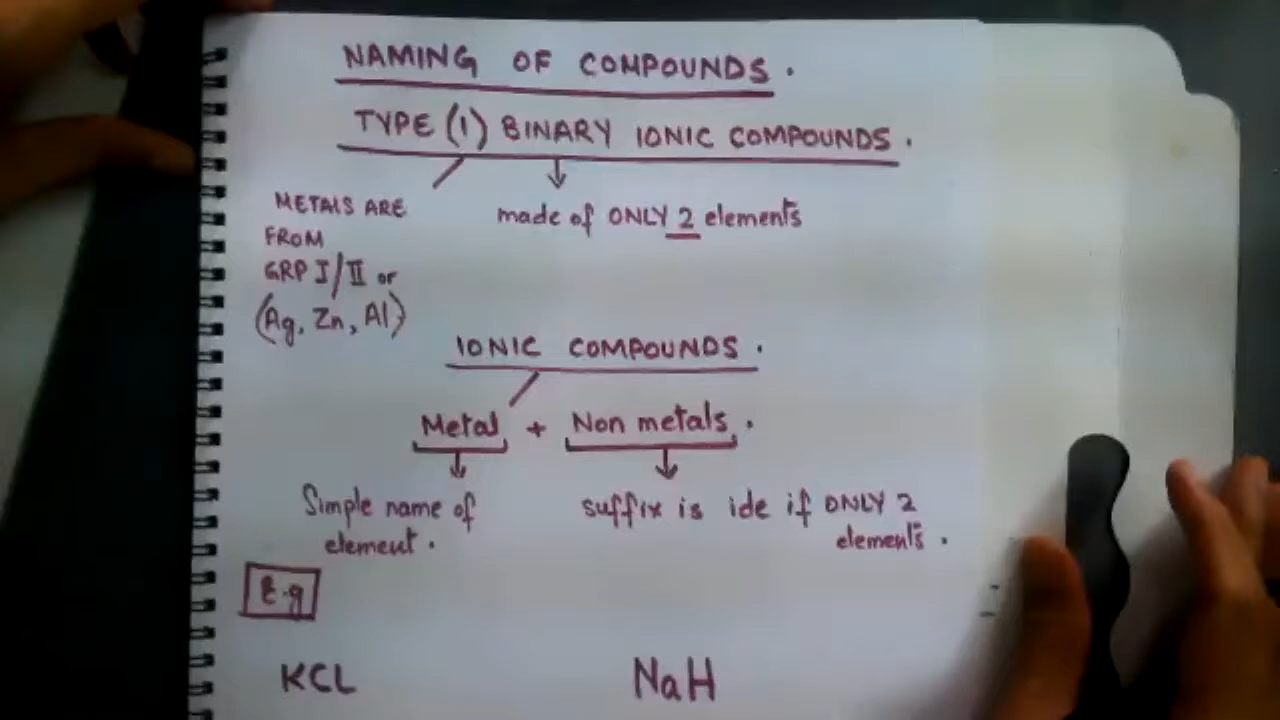 NAMING OF COMPOUNDS.
TYPE (1) BINARY IONIC COMPOUNDS.
METALS ARE
FROM
GRP I/II or
(Ag, Zn, Al)
made of ONLY 2 elements
IONIC COMPOUNDS.
Metal + Non metals.
Simple name of
element.
suffix is ide if ONLY 2
elements.
E.g
KCL NaH